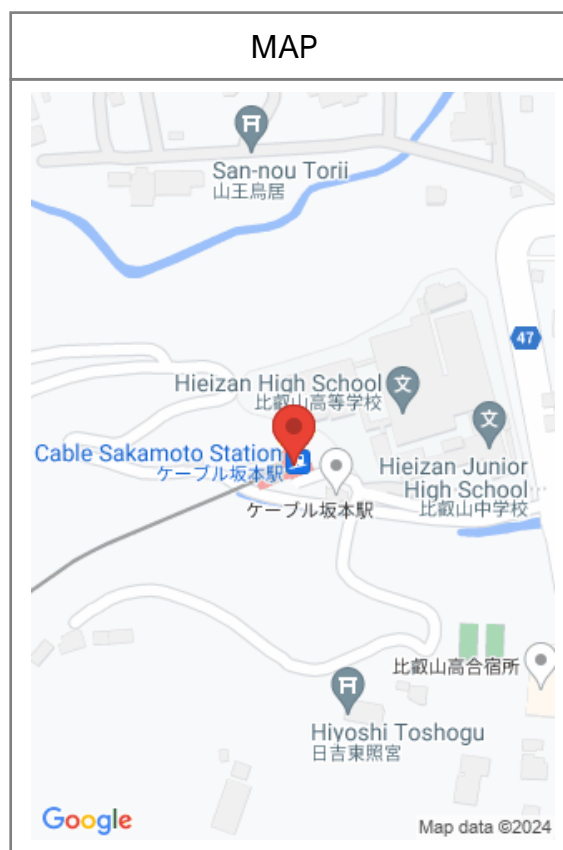 MAP
San-nou Torii
山王鳥居
47
Hieizan High School
比叡山高等学校
文
文
Cable Sakamoto Station
ケーブル坂本駅
ケーブル坂本駅
Hieizan Junior
High School...
比叡山中学校
比叡山高合宿所
Hiyoshi Toshogu
日吉東照宮
Google
Map data ©2024